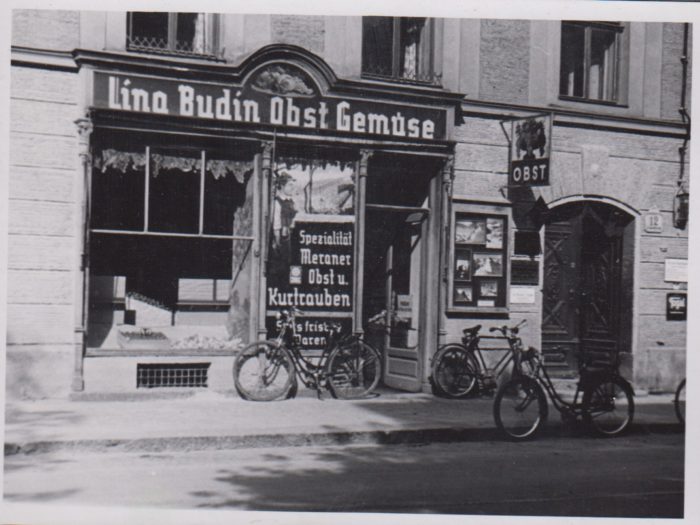 Lina Budin Obst Gemüse
OBST
Spezialität
Meraner
Obst u.
Kurtrauben
12